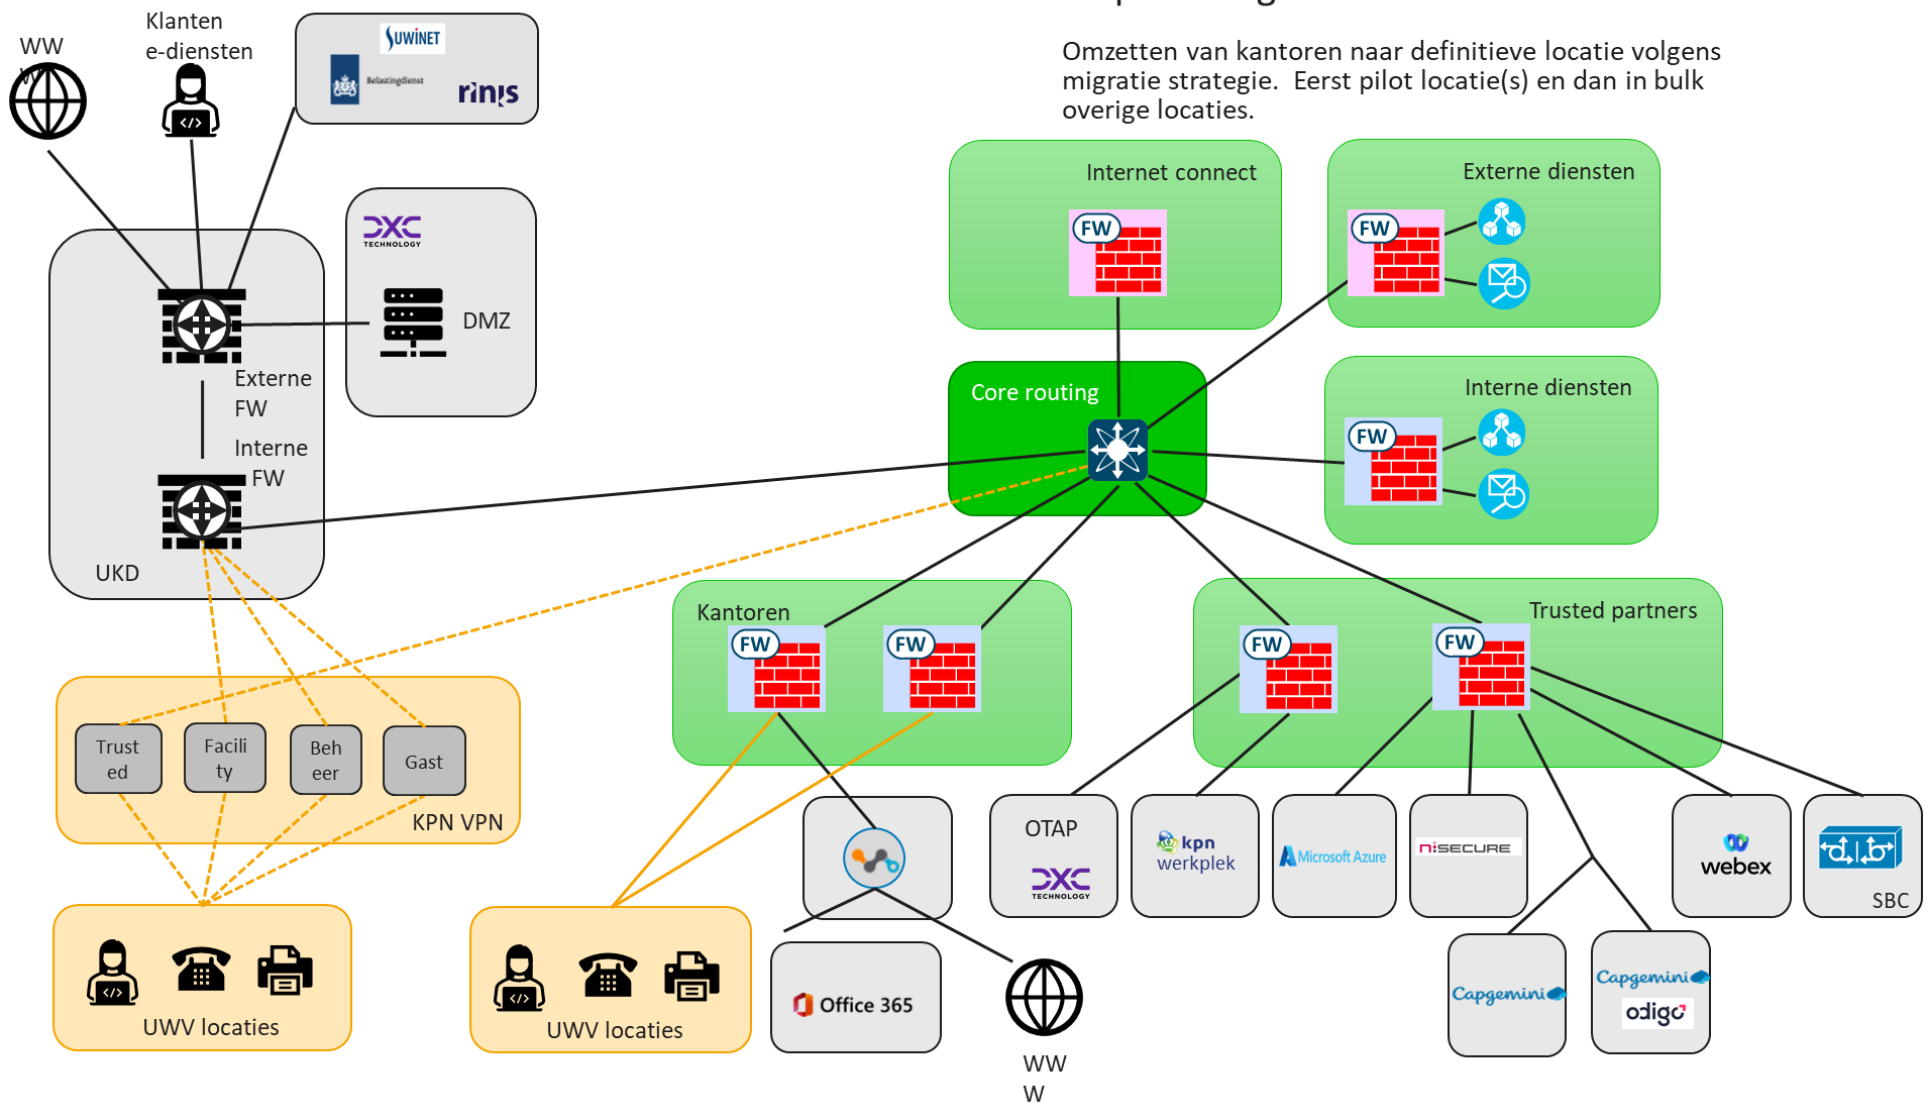 Klanten
e-diensten
WW
W
SUWINET
Belastingdienst
rinis
Omzetten van kantoren naar definitieve locatie volgens
migratie strategie.  Eerst pilot locatie(s) en dan in bulk
overige locaties.
DXC
TECHNOLOGY
DMZ
Externe
FW
Interne
FW
UKD
Internet connect
FW
Externe diensten
FW
Core routing
Interne diensten
FW
Kantoren
FW
FW
Trusted partners
FW
FW
Trust
ed
Facili
ty
Beh
eer
Gast
KPN VPN
UWV locaties
UWV locaties
Office 365
WW
W
OTAP
DXC
TECHNOLOGY
kpn
werkplek
Microsoft Azure
n:SECURE
webex
SBC
Capgemini
Capgemini
odigo